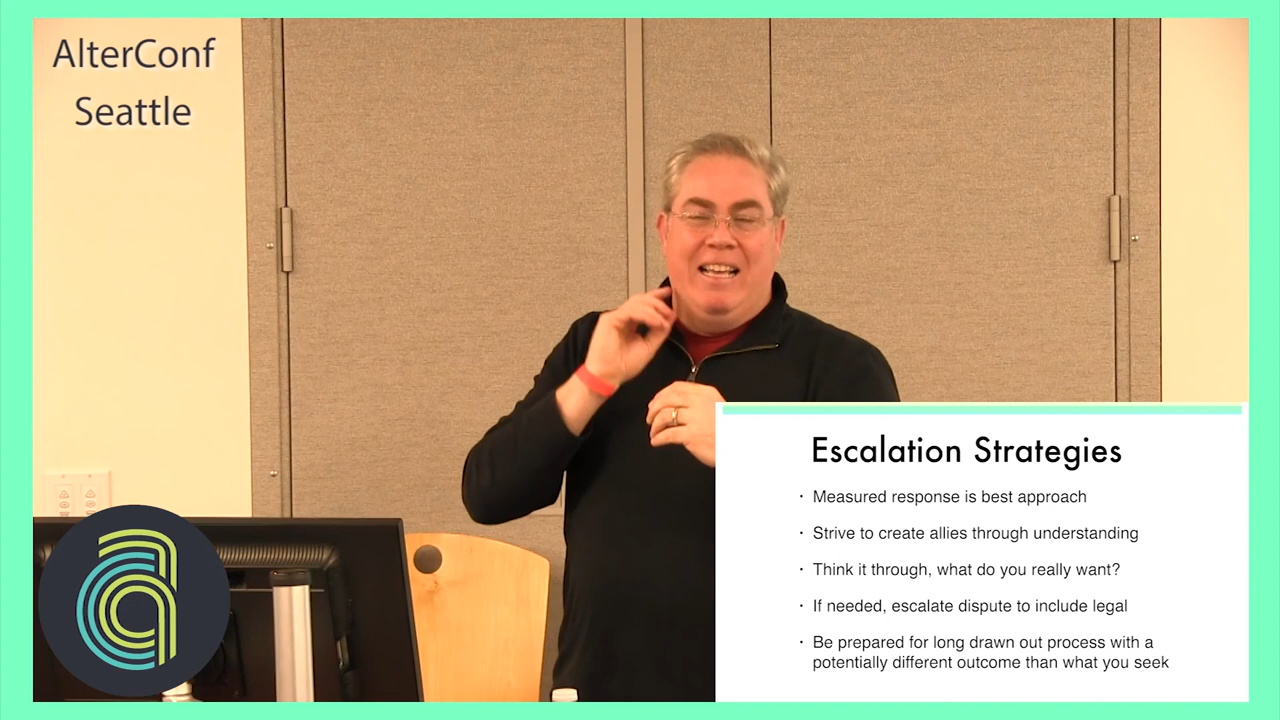 AlterConf
Seattle
Escalation Strategies
· Measured response is best approach
· Strive to create allies through understanding
· Think it through, what do you really want?
· If needed, escalate dispute to include legal
· Be prepared for long drawn out process with a
potentially different outcome than what you seek